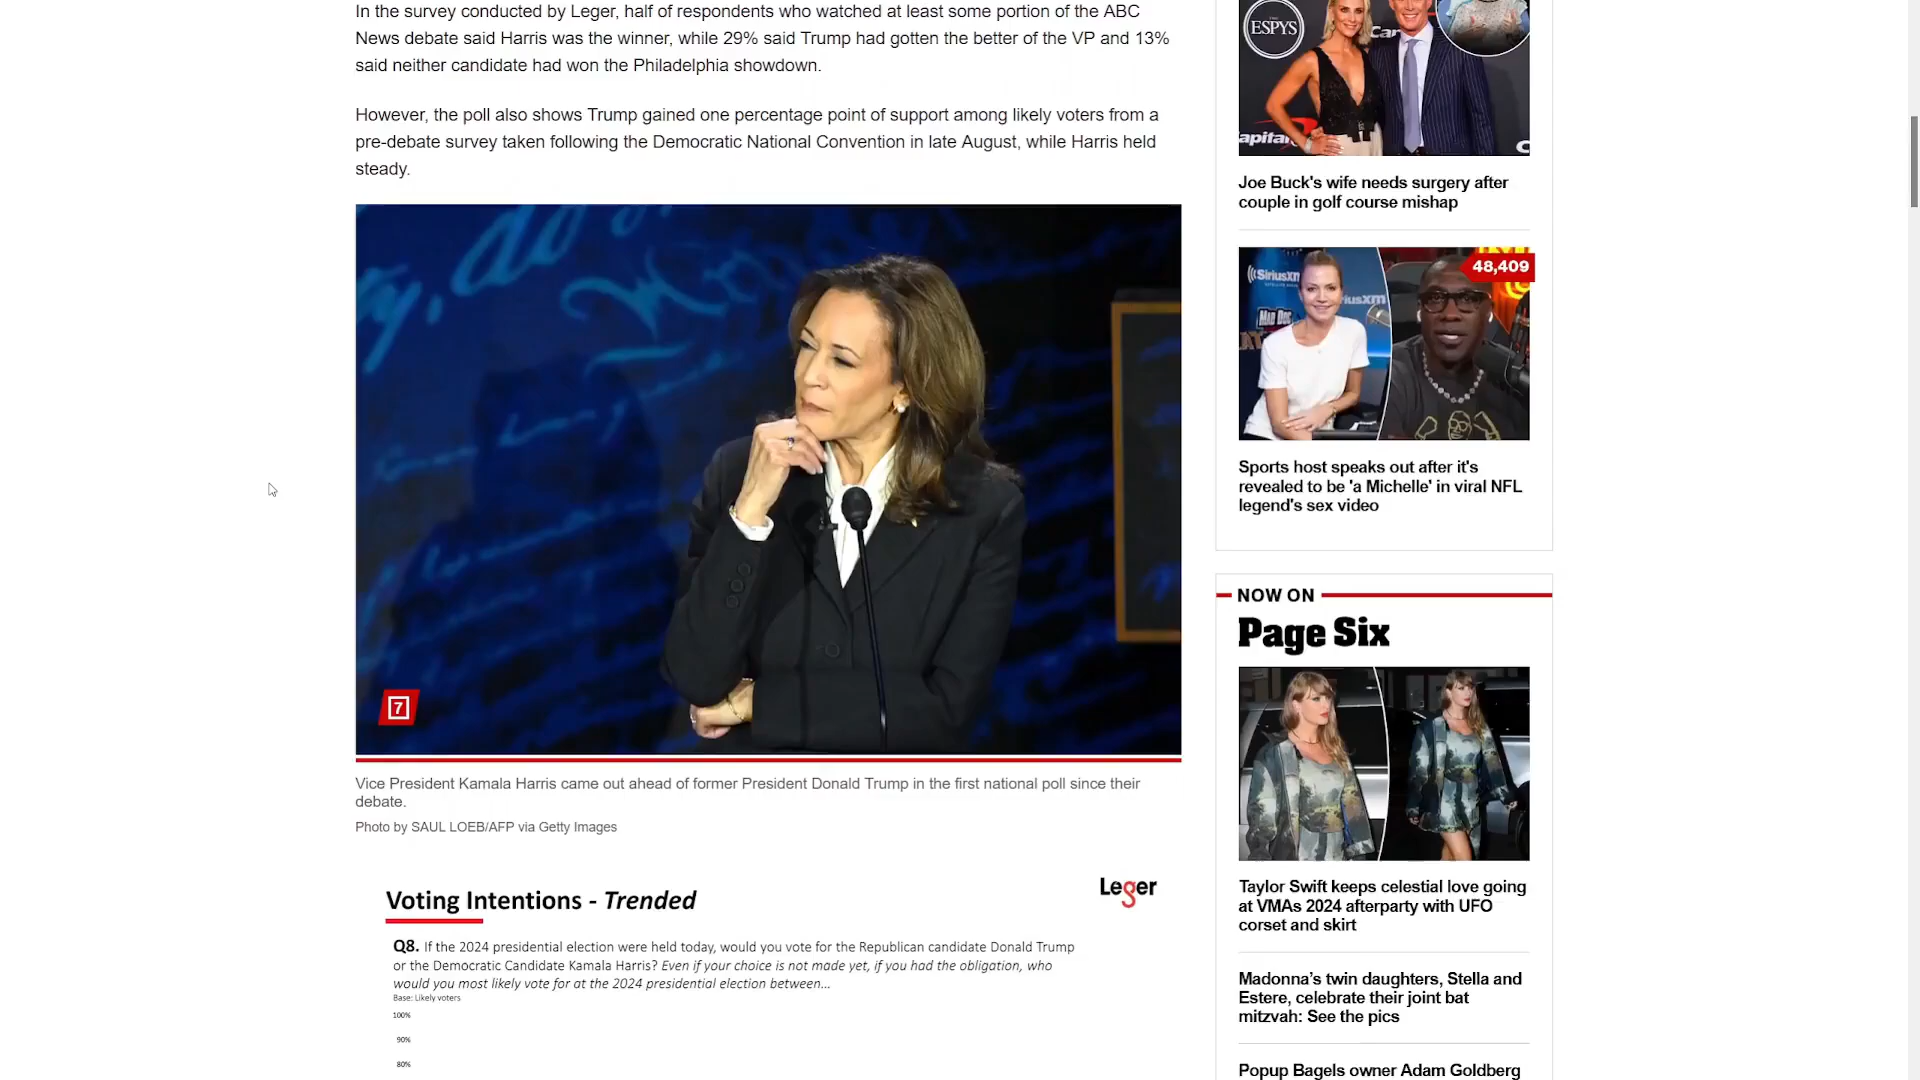 In the survey conducted by Leger, half of respondents who watched at least some portion of the ABC
News debate said Harris was the winner, while 29% said Trump had gotten the better of the VP and 13%
said neither candidate had won the Philadelphia showdown.
However, the poll also shows Trump gained one percentage point of support among likely voters from a
pre-debate survey taken following the Democratic National Convention in late August, while Harris held
steady.
7
Vice President Kamala Harris came out ahead of former President Donald Trump in the first national poll since their
debate.
Photo by SAUL LOEB/AFP via Getty Images
Voting Intentions - Trended
Leger
Q8. If the 2024 presidential election were held today, would you vote for the Republican candidate Donald Trump
or the Democratic Candidate Kamala Harris? Even if your choice is not made yet, if you had the obligation, who
would you most likely vote for at the 2024 presidential election between...
Base: Likely voters
100%
90%
80%
ESPYS
Capital
Joe Buck's wife needs surgery after
couple in golf course mishap
48,409
SiriusXM
MAD DOG
Sports host speaks out after it's
revealed to be 'a Michelle' in viral NFL
legend's sex video
NOW ON
Page Six
Taylor Swift keeps celestial love going
at VMAs 2024 afterparty with UFO
corset and skirt
Madonna’s twin daughters, Stella and
Estere, celebrate their joint bat
mitzvah: See the pics
Popup Bagels owner Adam Goldberg